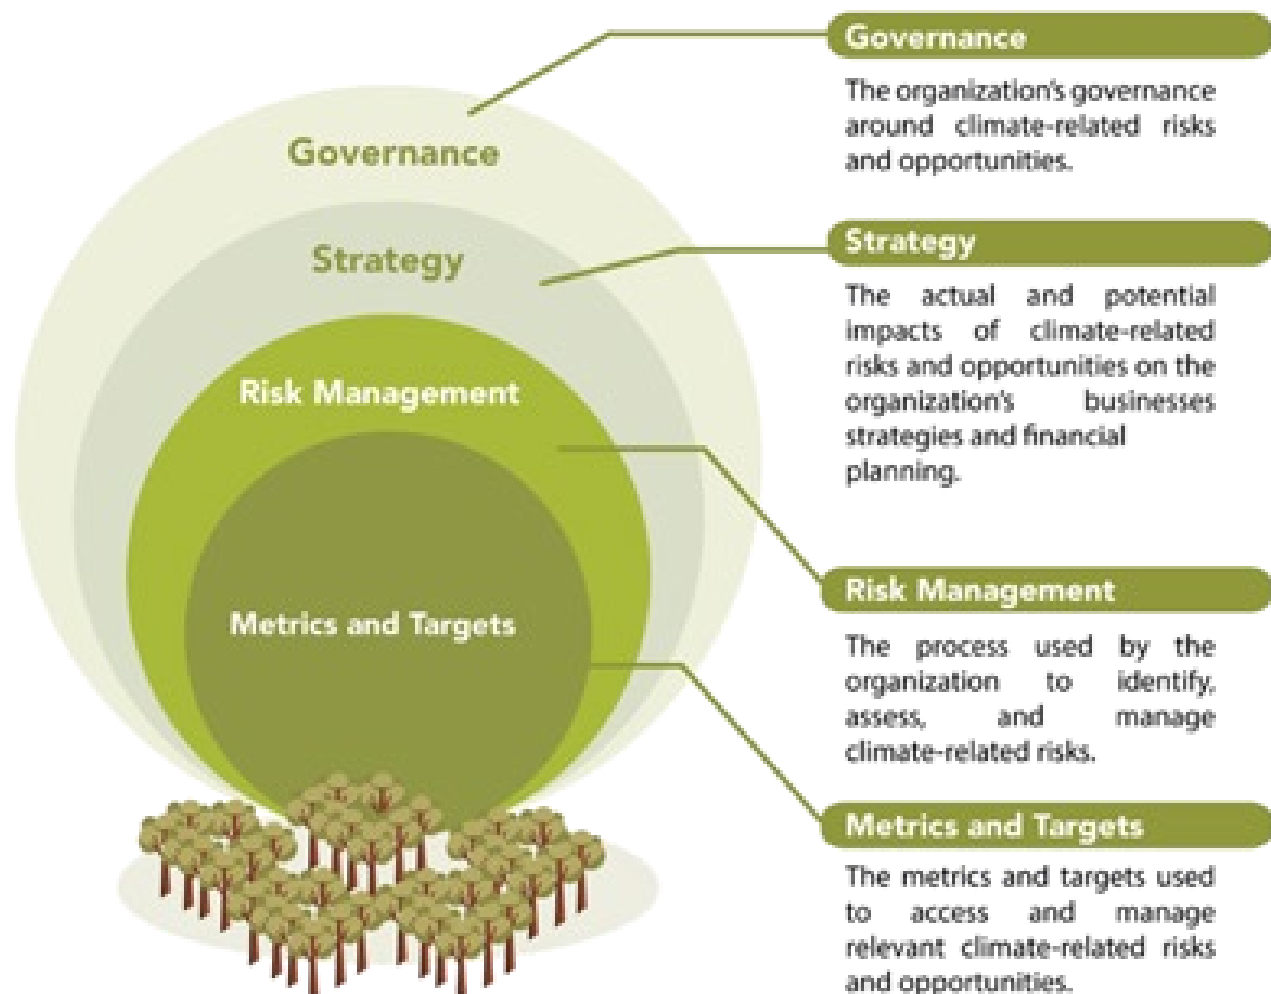 Governance
Strategy
Risk Management
Metrics and Targets
Governance
The organization's governance
around climate-related risks
and opportunities.
Strategy
The actual and potential
impacts of climate-related
risks and opportunities on the
organization's businesses
strategies and financial
planning.
Risk Management
The process used by the
organization to identify,
assess, and manage
climate-related risks.
Metrics and Targets
The metrics and targets used
to access and manage
relevant climate-related risks
and opportunities.